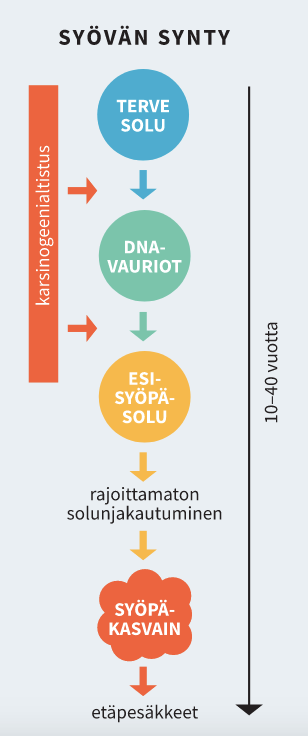 SYÖVÄN SYNTY
TERVE
SOLU
karsinogeenialtistus
DNA-
VAURIOT
ESI-
SYÖPÄ-
SOLU
10–40 vuotta
rajoittamaton
solunjakautuminen
SYÖPÄ-
KASVAIN
etäpesäkkeet